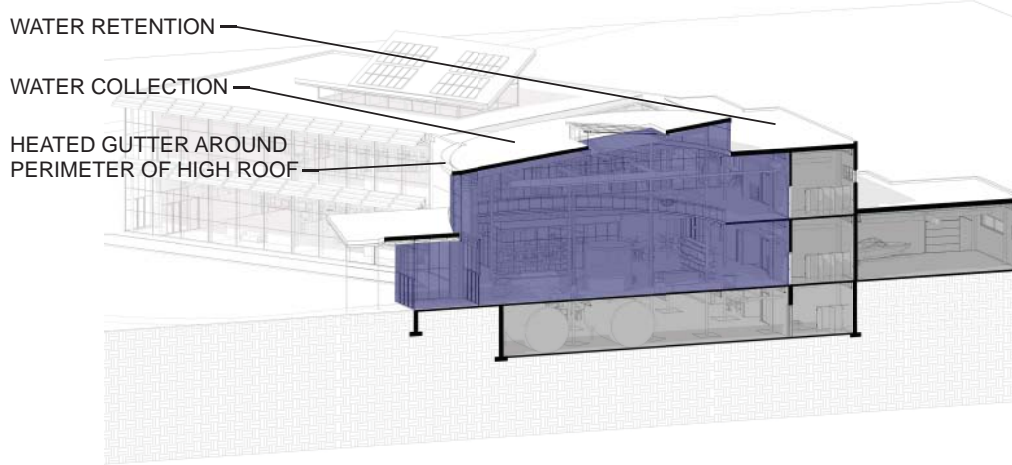 WATER RETENTION
WATER COLLECTION
HEATED GUTTER AROUND
PERIMETER OF HIGH ROOF